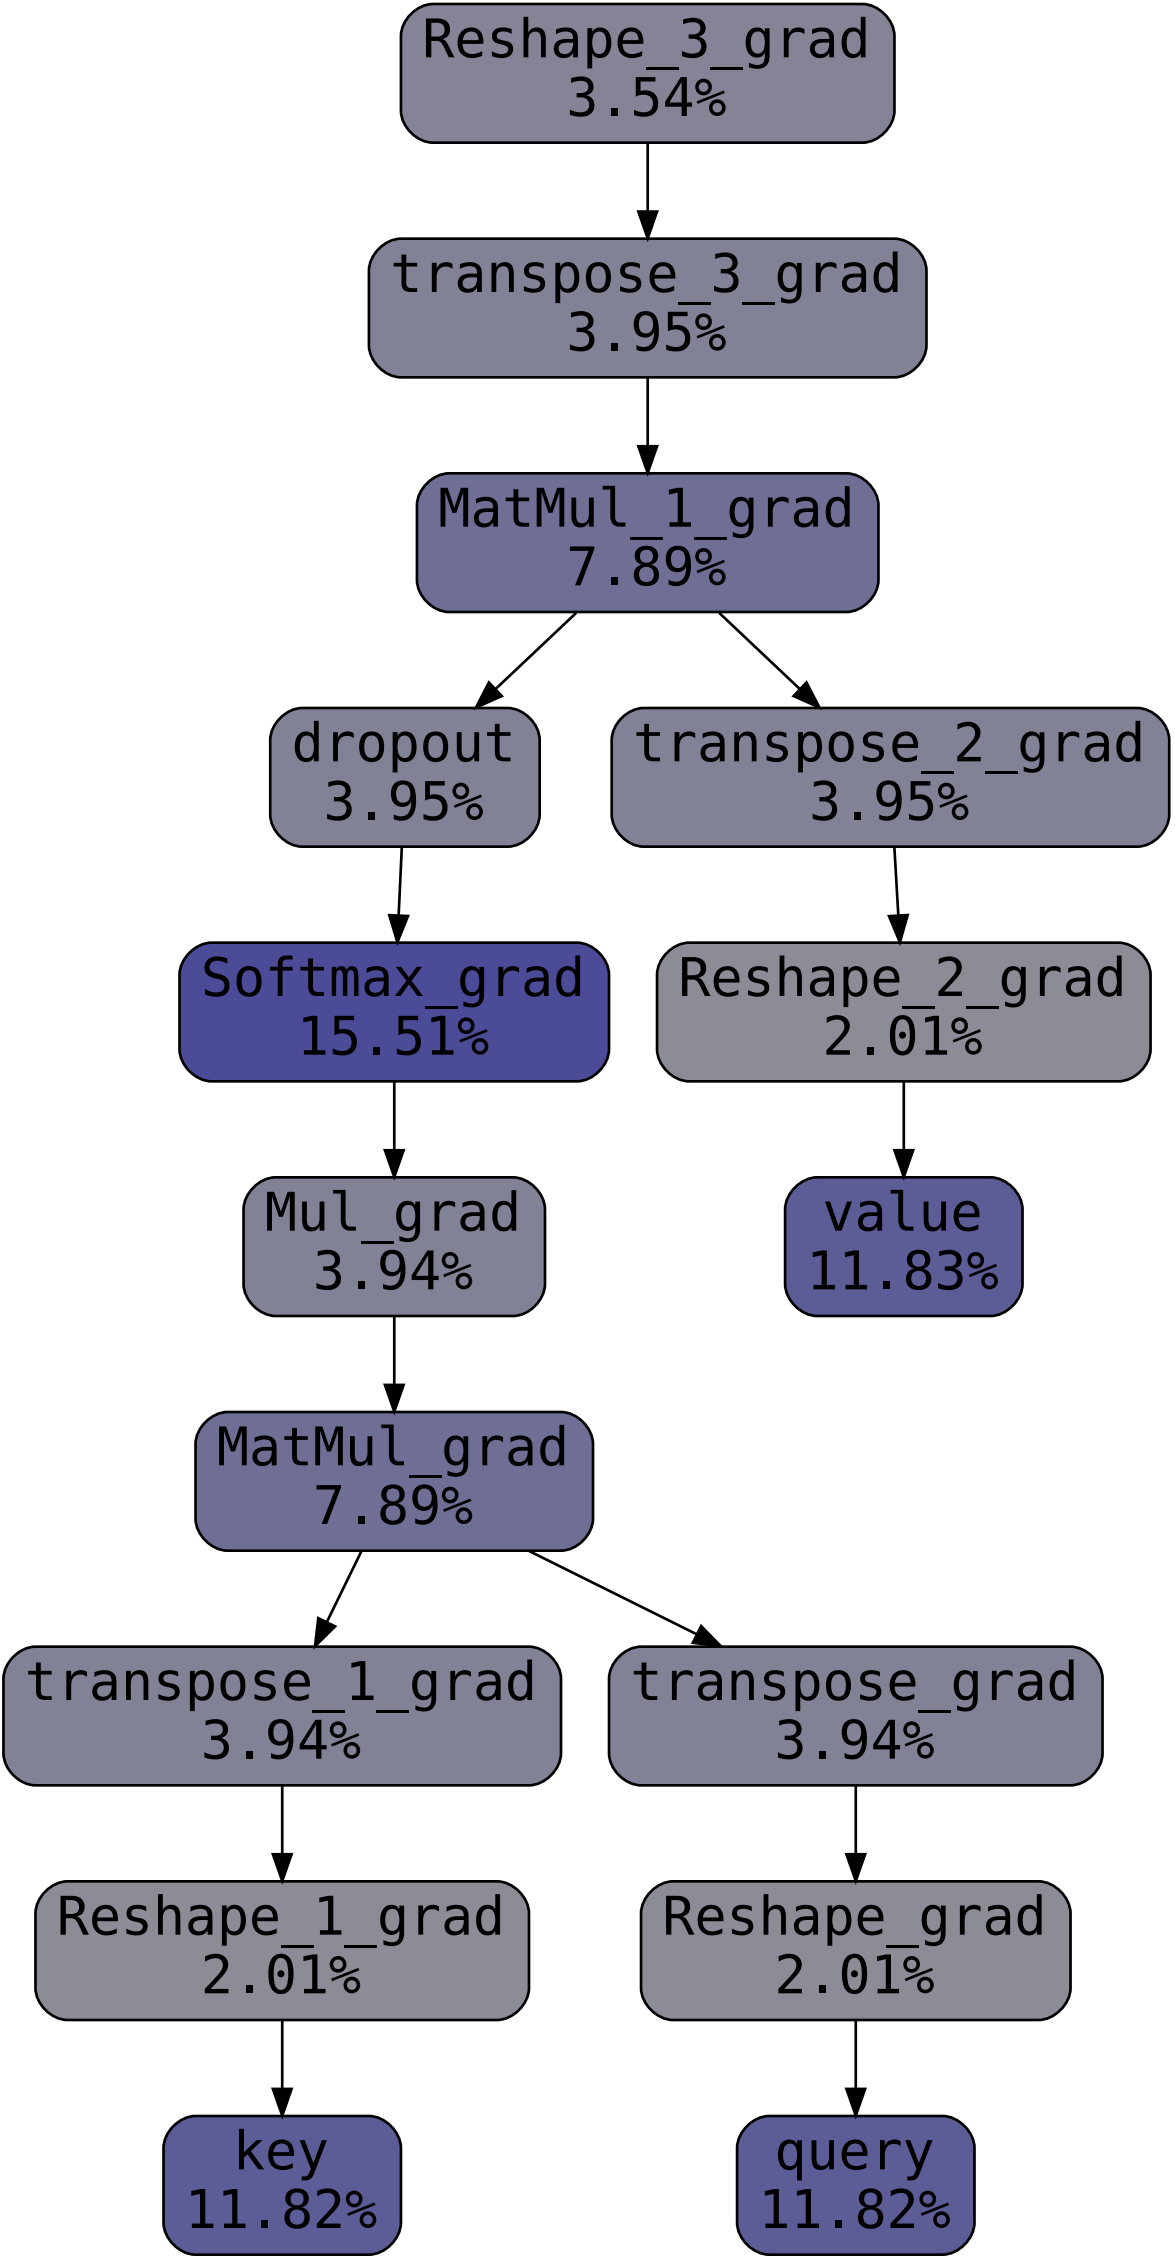 Reshape_3_grad
3.54%
transpose_3_grad
3.95%
MatMul_1_grad
7.89%
dropout
3.95%
transpose_2_grad
3.95%
Softmax_grad
15.51%
Reshape_2_grad
2.01%
Mul_grad
3.94%
value
11.83%
MatMul_grad
7.89%
transpose_1_grad
3.94%
transpose_grad
3.94%
Reshape_1_grad
2.01%
Reshape_grad
2.01%
key
11.82%
query
11.82%